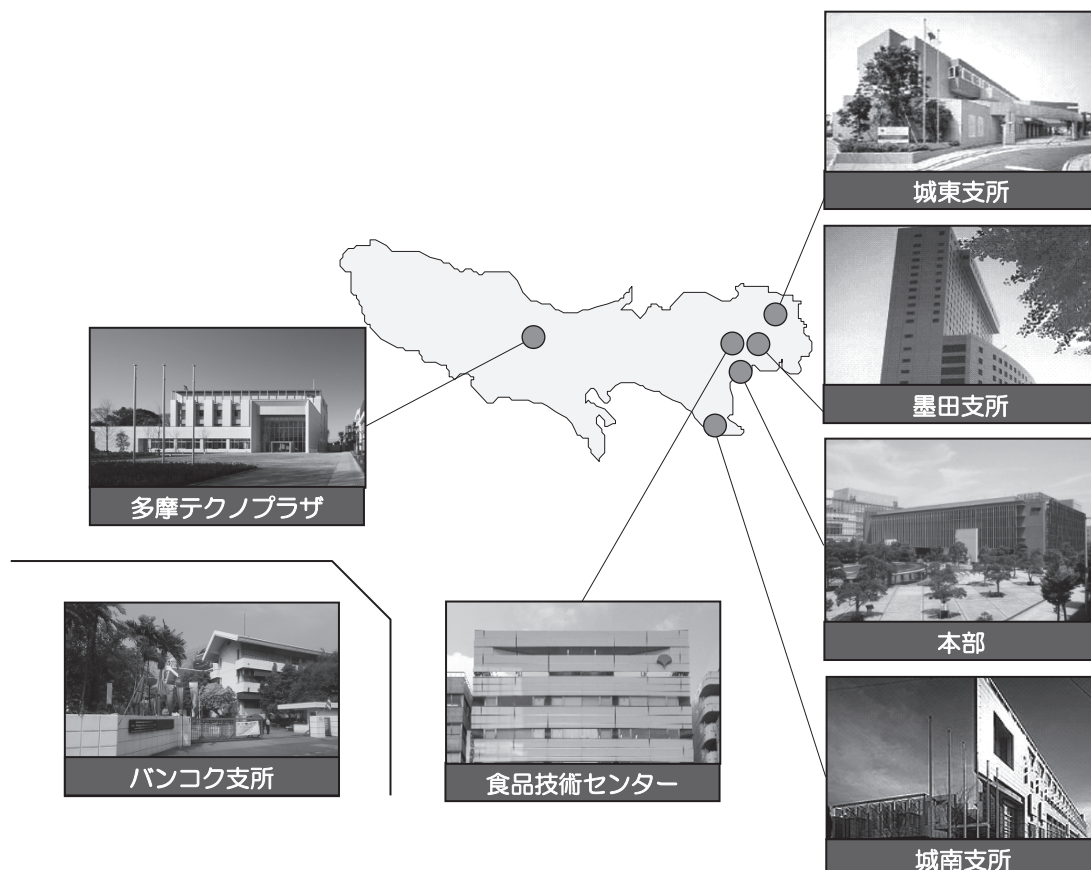 城東支所
墨田支所
多摩テクノプラザ
本部
バンコク支所
食品技術センター
城南支所